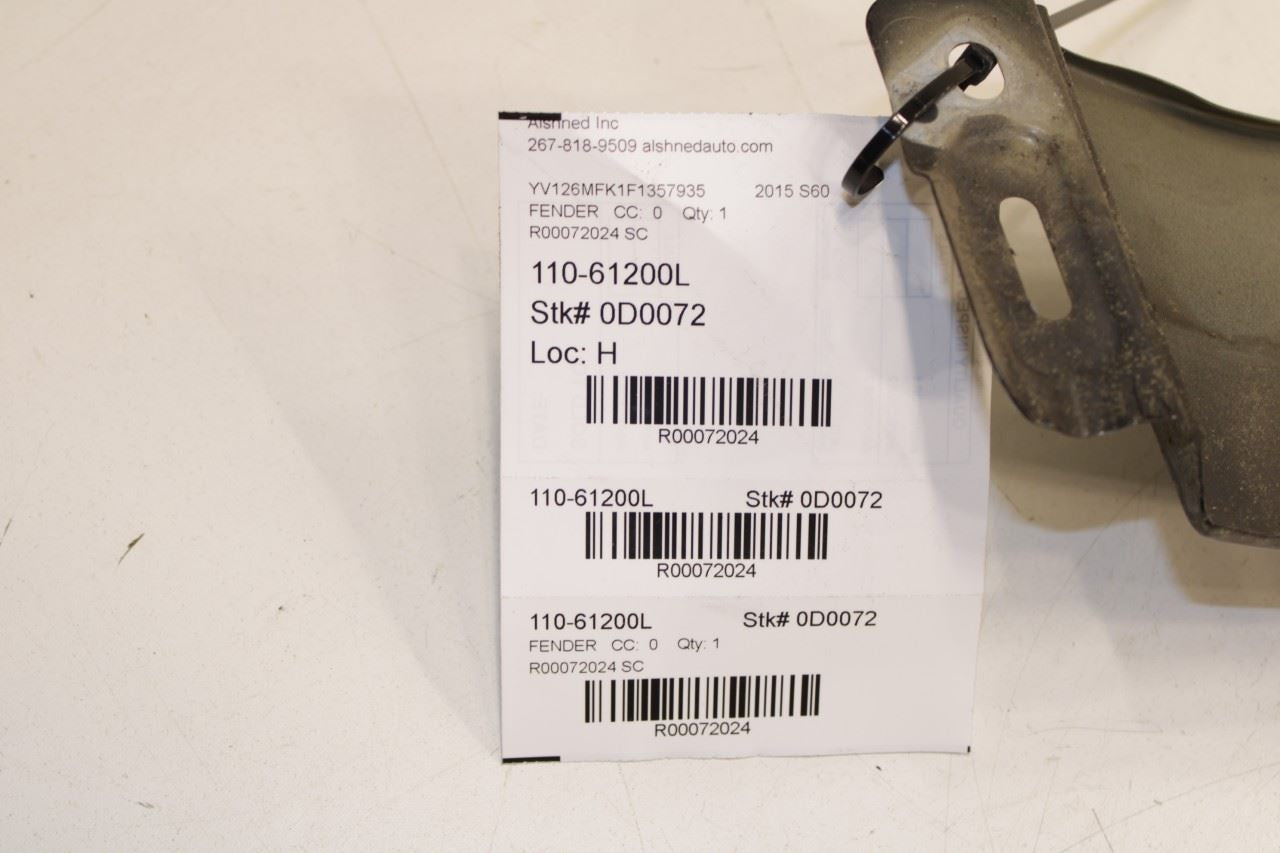 Alshned Inc
267-818-9509 alshnedauto.com
YV126MFK1F1357935 2015 S60
FENDER CC: 0 Qty: 1
R00072024 SC
110-61200L
Stk# 0D0072
Loc: H
R00072024
110-61200L Stk# 0D0072
R00072024
110-61200L Stk# 0D0072
FENDER CC: 0 Qty: 1
R00072024 SC
R00072024